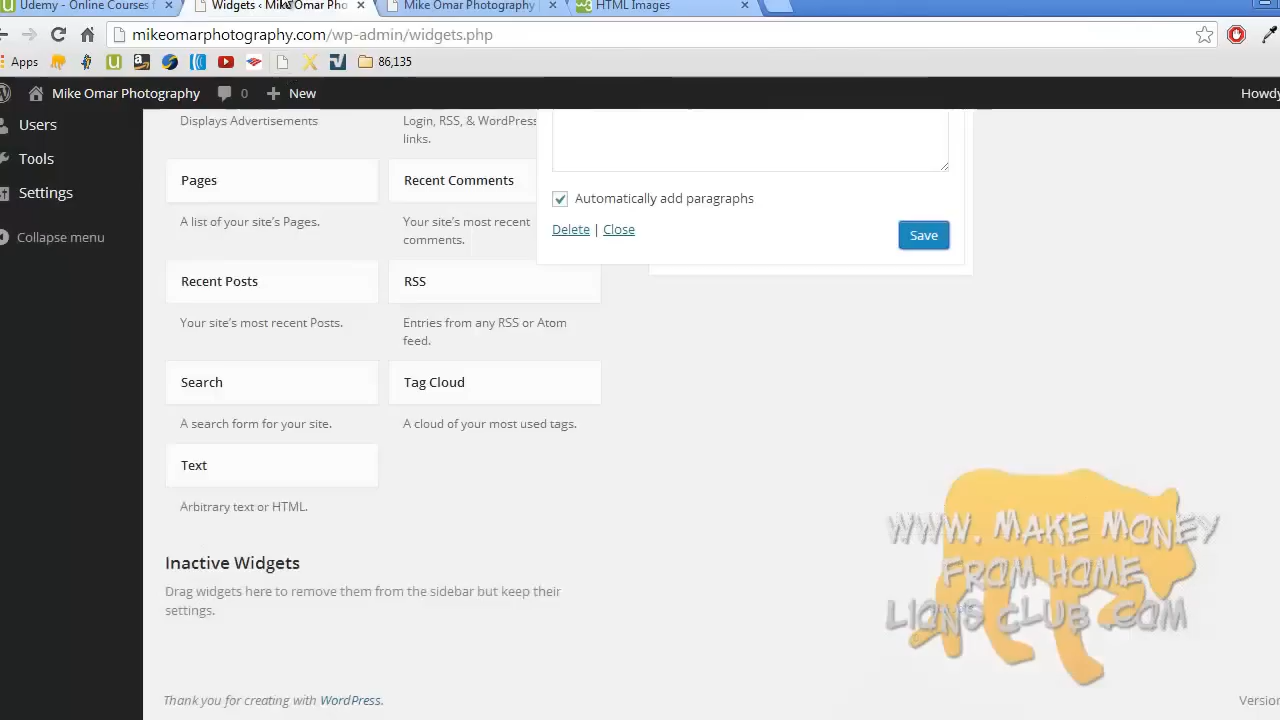 Udemy - Online Courses f
Widgets ‹ Mike Omar Pho
Mike Omar Photography
HTML Images
mikeomarphotography.com/wp-admin/widgets.php
Apps
86,135
Mike Omar Photography
0
New
Howdy
Users
Tools
Settings
Collapse menu
Displays Advertisements
Login, RSS, & WordPress
links.
Pages
Recent Comments
A list of your site's Pages.
Your site's most recent
comments.
Automatically add paragraphs
Delete | Close
Save
Recent Posts
RSS
Your site's most recent Posts.
Entries from any RSS or Atom
feed.
Search
Tag Cloud
A search form for your site.
A cloud of your most used tags.
Text
Arbitrary text or HTML.
Inactive Widgets
Drag widgets here to remove them from the sidebar but keep their
settings.
WWW. MAKE MONEY
FROM HOME
LIONS CLUB .COM
Thank you for creating with WordPress.
Version